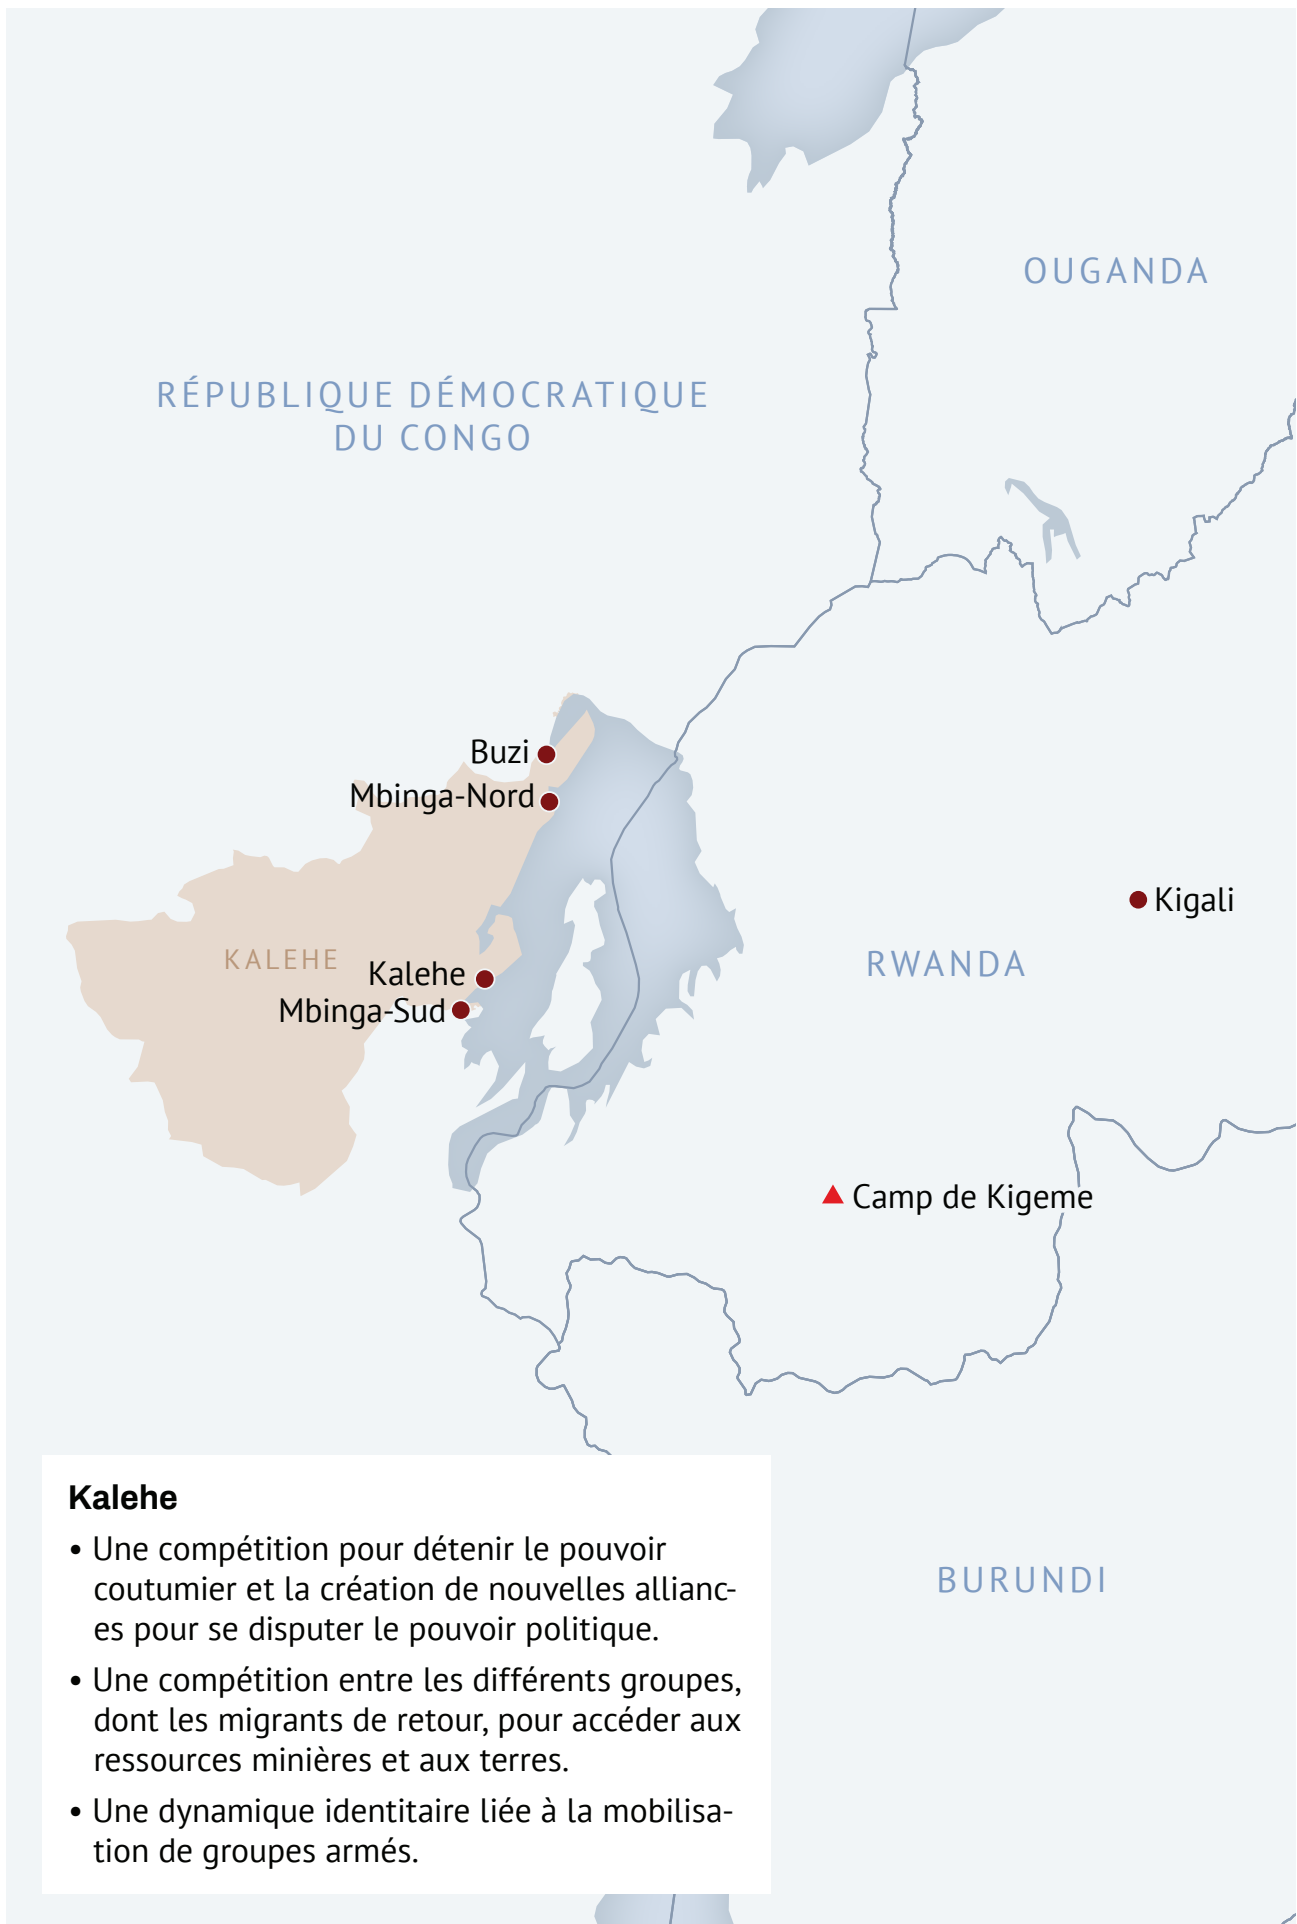 OUGANDA
RÉPUBLIQUE DÉMOCRATIQUE
DU CONGO
Buzi
Mbinga-Nord
Kigali
KALEHE
RWANDA
Kalehe
Mbinga-Sud
Camp de Kigeme
Kalehe
• Une compétition pour détenir le pouvoir
coutumier et la création de nouvelles allianc-
es pour se disputer le pouvoir politique.
• Une compétition entre les différents groupes,
dont les migrants de retour, pour accéder aux
ressources minières et aux terres.
• Une dynamique identitaire liée à la mobilisa-
tion de groupes armés.
BURUNDI